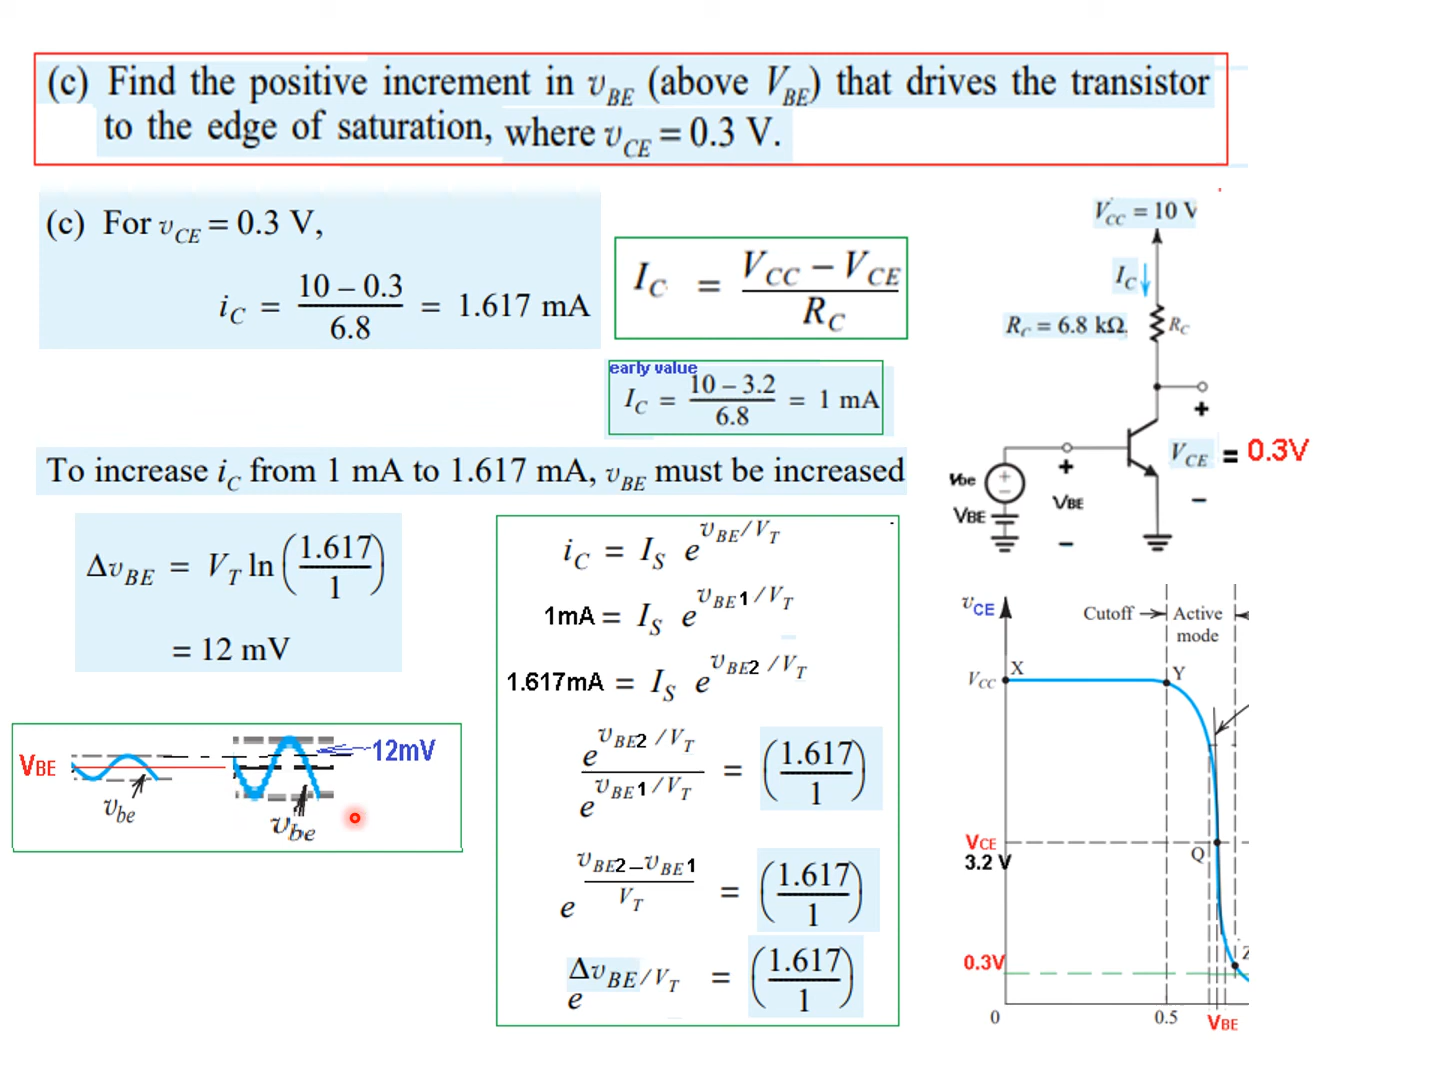 (c) Find the positive increment in v_BE (above V_BE) that drives the transistor
to the edge of saturation, where v_CE = 0.3 V.
(c) For v_CE = 0.3 V,
i_C = (10 – 0.3)/6.8 = 1.617 mA
I_C = (V_CC – V_CE)/R_C
early value
I_C = (10 – 3.2)/6.8 = 1 mA
To increase i_C from 1 mA to 1.617 mA, v_BE must be increased
Δv_BE = V_T ln(1.617/1)
= 12 mV
V_BE
v_be
12mV
v_be
i_C = I_S e^(v_BE/V_T)
1mA = I_S e^(v_BE1/V_T)
1.617mA = I_S e^(v_BE2/V_T)
e^(v_BE2/V_T)/e^(v_BE1/V_T) = (1.617/1)
e^((v_BE2–v_BE1)/V_T) = (1.617/1)
e^(Δv_BE/V_T) = (1.617/1)
V_CC = 10 V
I_C
R_C = 6.8 kΩ
R_C
+
V_CE = 0.3V
–
Vbe
+
–
V_BE
+
V_BE
–
v_CE
Cutoff
Active
mode
V_CC
X
Y
V_CE
3.2 V
Q
0.3V
Z
0
0.5
V_BE